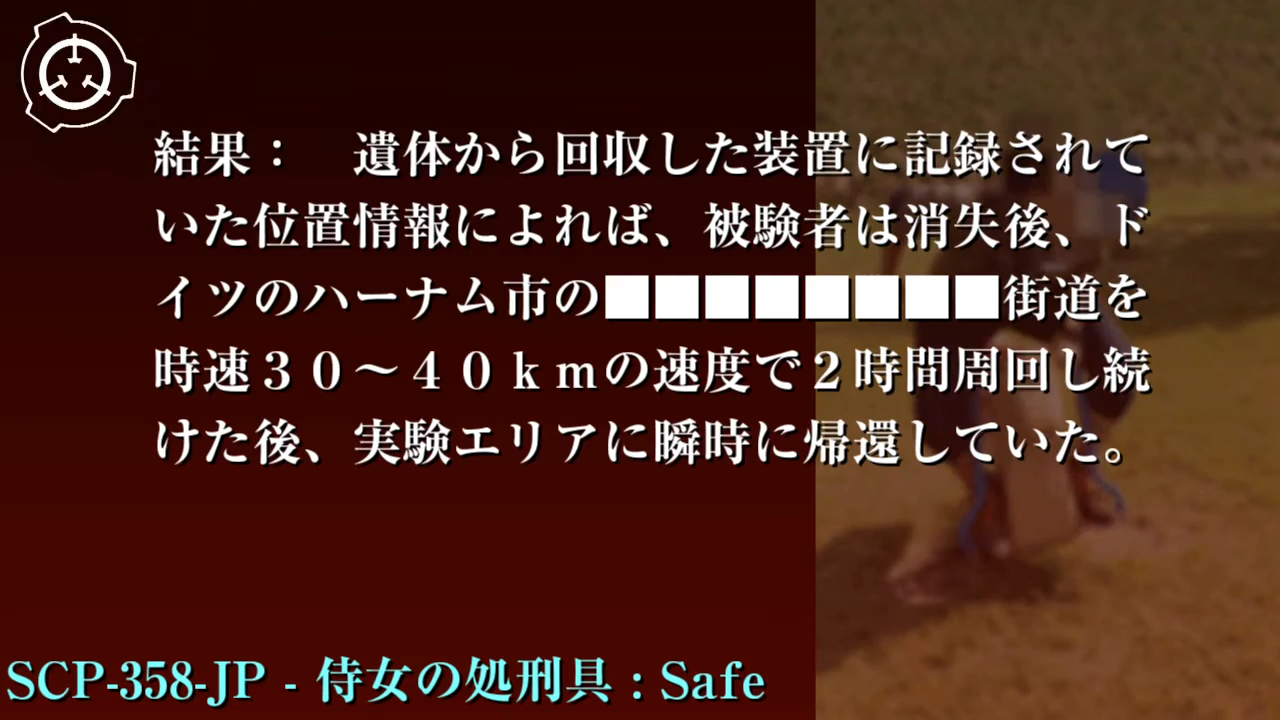 結果：　遺体から回収した装置に記録されて
いた位置情報によれば、被験者は消失後、ド
イツのハーナム市の■■■■■■■■街道を
時速３０～４０ｋｍの速度で２時間周回し続
けた後、実験エリアに瞬時に帰還していた。
SCP-358-JP - 侍女の処刑具 : Safe